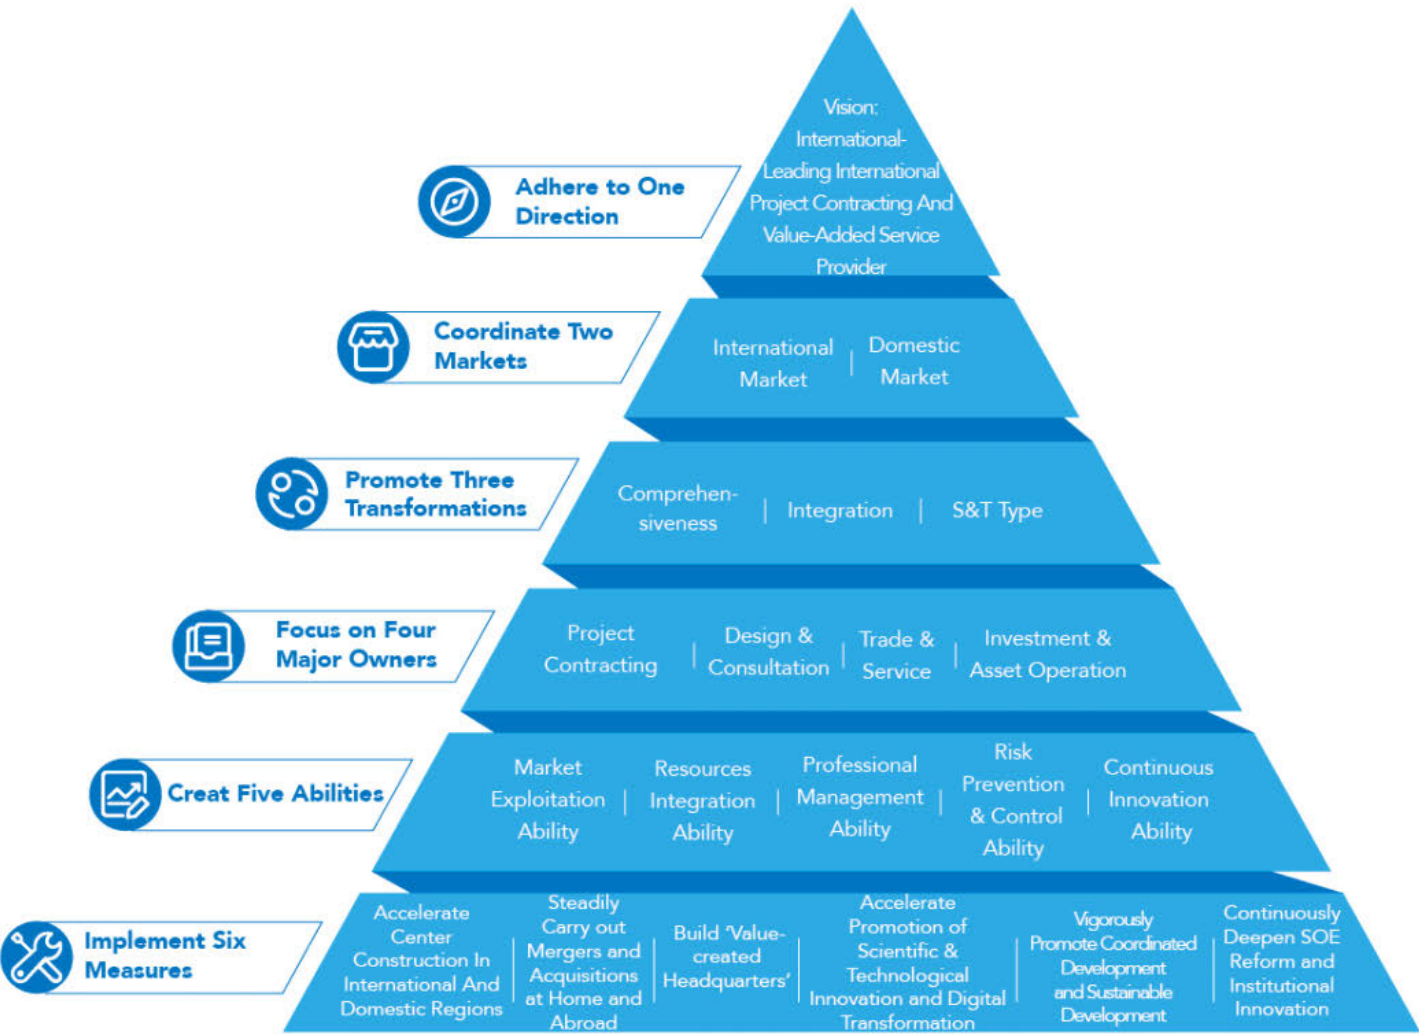 Vision:
International-
Leading International
Project Contracting And
Value-Added Service
Provider
Adhere to One
Direction
Coordinate Two
Markets
International
Market
Domestic
Market
Promote Three
Transformations
Comprehen-
siveness
Integration
S&T Type
Focus on Four
Major Owners
Project
Contracting
Design &
Consultation
Trade &
Service
Investment &
Asset Operation
Creat Five Abilities
Market
Exploitation
Ability
Resources
Integration
Ability
Professional
Management
Ability
Risk
Prevention
& Control
Ability
Continuous
Innovation
Ability
Implement Six
Measures
Accelerate
Center
Construction In
International And
Domestic Regions
Steadily
Carry out
Mergers and
Acquisitions
at Home and
Abroad
Build ‘Value-
created
Headquarters’
Accelerate
Promotion of
Scientific &
Technological
Innovation and Digital
Transformation
Vigorously
Promote Coordinated
Development
and Sustainable
Development
Continuously
Deepen SOE
Reform and
Institutional
Innovation